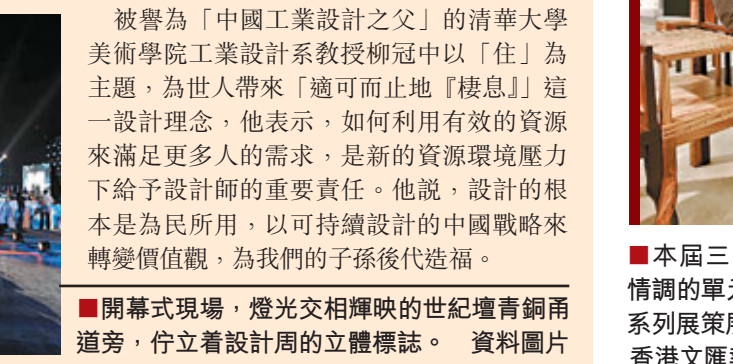 被譽為「中國工業設計之父」的清華大學
美術學院工業設計系教授柳冠中以「住」為
主題，為世人帶來「適可而止地『棲息』」這
一設計理念，他表示，如何利用有效的資源
來滿足更多人的需求，是新的資源環境壓力
下給予設計師的重要責任。他說，設計的根
本是為民所用，以可持續設計的中國戰略來
轉變價值觀，為我們的子孫後代造福。
■開幕式現場，燈光交相輝映的世紀壇青銅甬
道旁，佇立着設計周的立體標誌。 資料圖片
■本屆三
情調的單元
系列展策展
香港文匯報